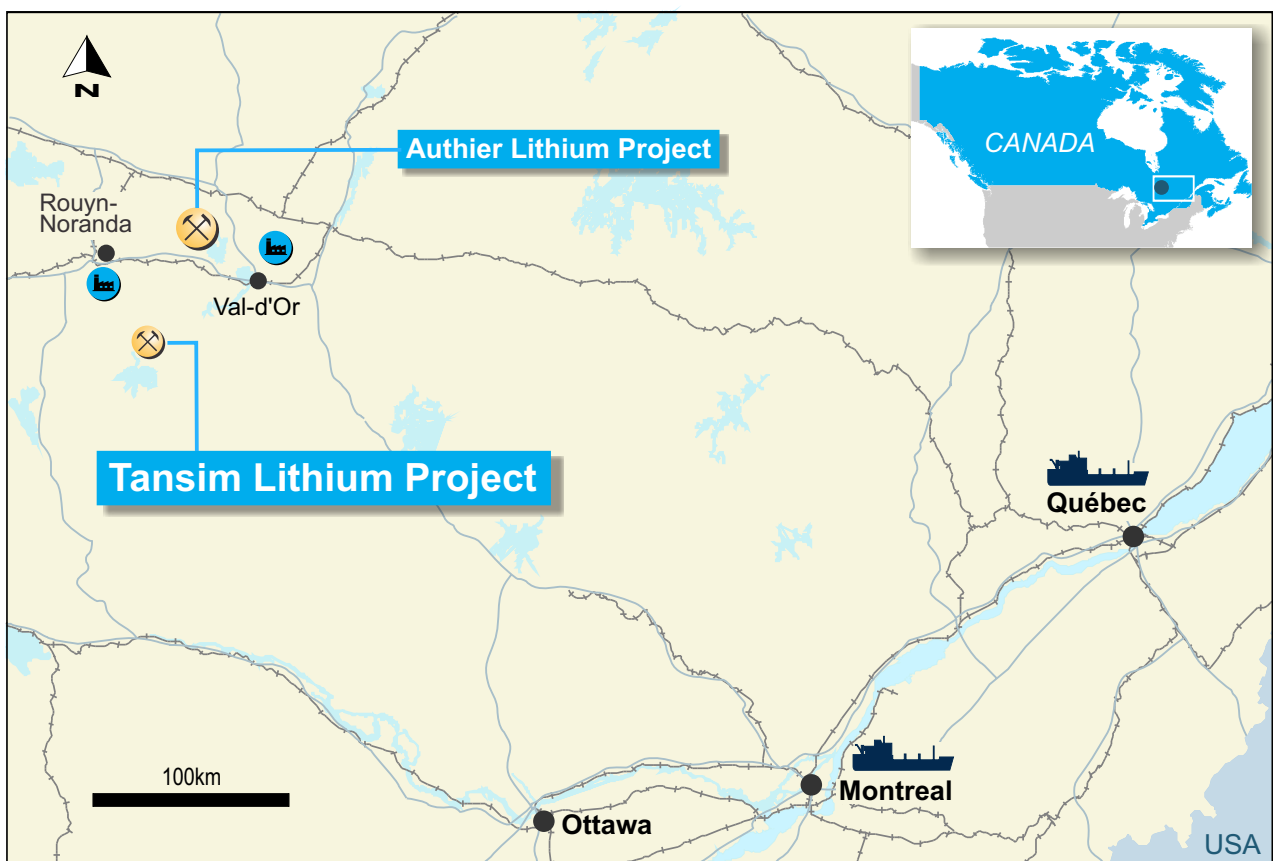 N
CANADA
Authier Lithium Project
Rouyn-
Noranda
Val-d'Or
Tansim Lithium Project
Québec
100km
Montreal
Ottawa
USA